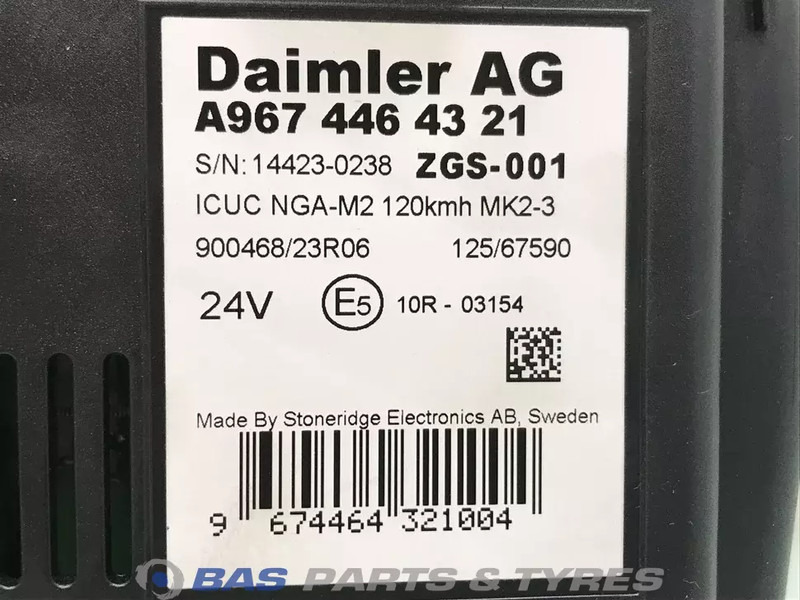 Daimler AG
A967 446 43 21
S/N: 14423-0238 ZGS-001
ICUC NGA-M2 120kmh MK2-3
900468/23R06 125/67590
24V E5 10R - 03154
Made By Stoneridge Electronics AB, Sweden
9 674464 321004
BAS PARTS & TYRES